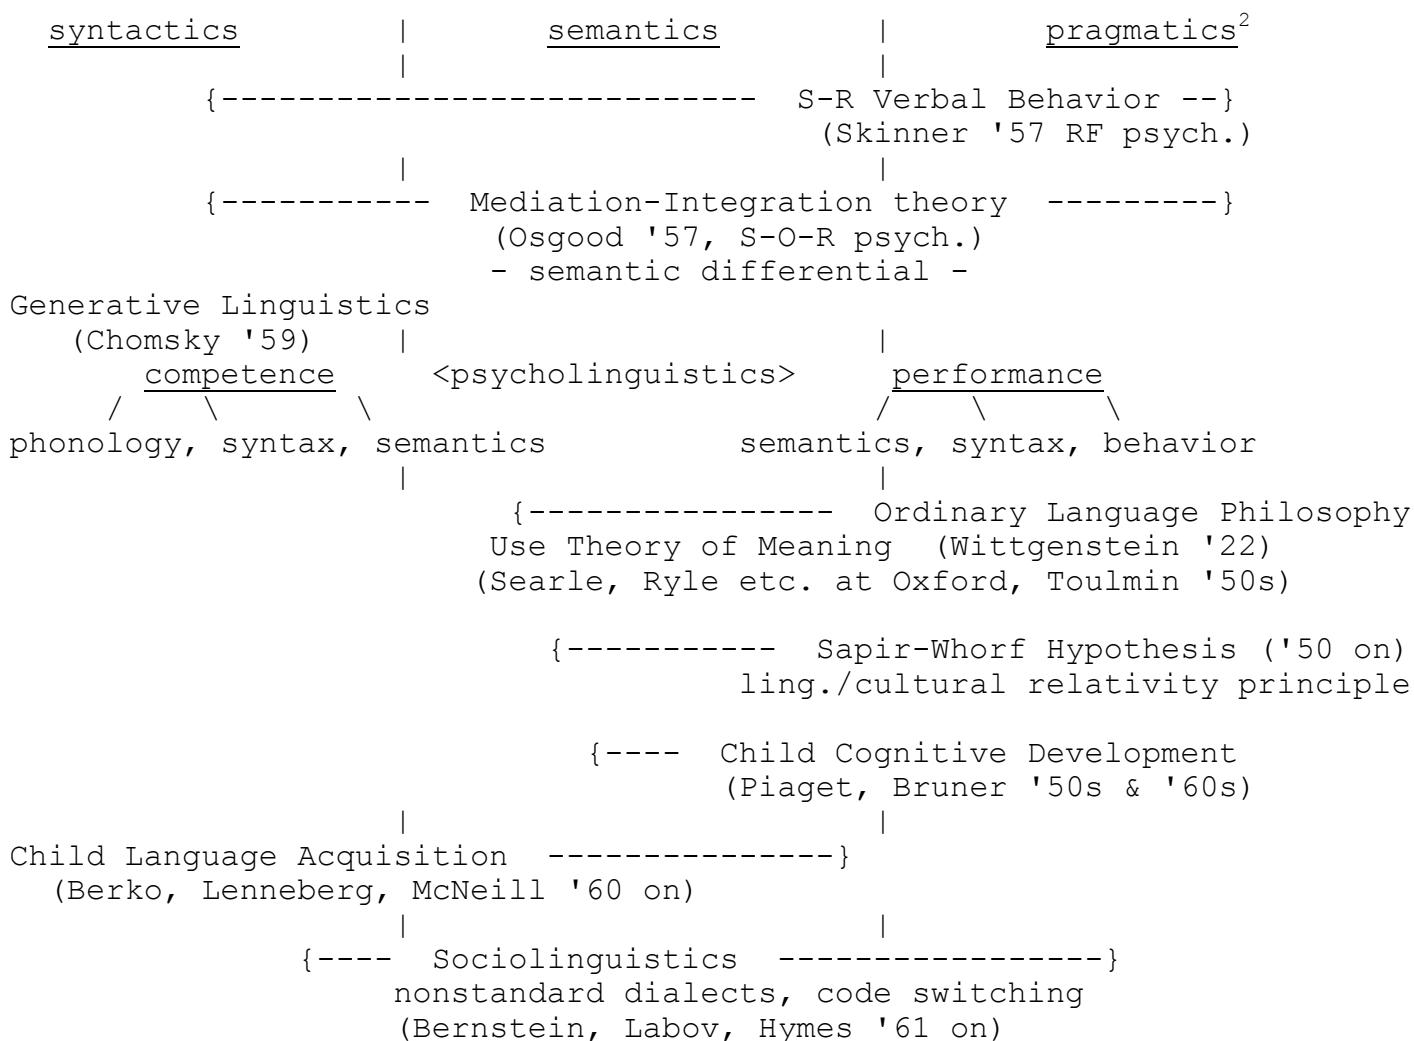 syntactics | semantics | pragmatics2
| |
{---------------------------- S-R Verbal Behavior --}
(Skinner '57 RF psych.)
| |
{----------- Mediation-Integration theory ---------}
(Osgood '57, S-O-R psych.)
- semantic differential -
Generative Linguistics
(Chomsky '59) | |
competence <psycholinguistics> performance
/ \ \ / \ \
phonology, syntax, semantics semantics, syntax, behavior
| |
{---------------- Ordinary Language Philosophy
Use Theory of Meaning (Wittgenstein '22)
(Searle, Ryle etc. at Oxford, Toulmin '50s)
{----------- Sapir-Whorf Hypothesis ('50 on)
ling./cultural relativity principle
{---- Child Cognitive Development
(Piaget, Bruner '50s & '60s)
| |
Child Language Acquisition ---------------}
(Berko, Lenneberg, McNeill '60 on)
| |
{---- Sociolinguistics -----------------}
nonstandard dialects, code switching
(Bernstein, Labov, Hymes '61 on)